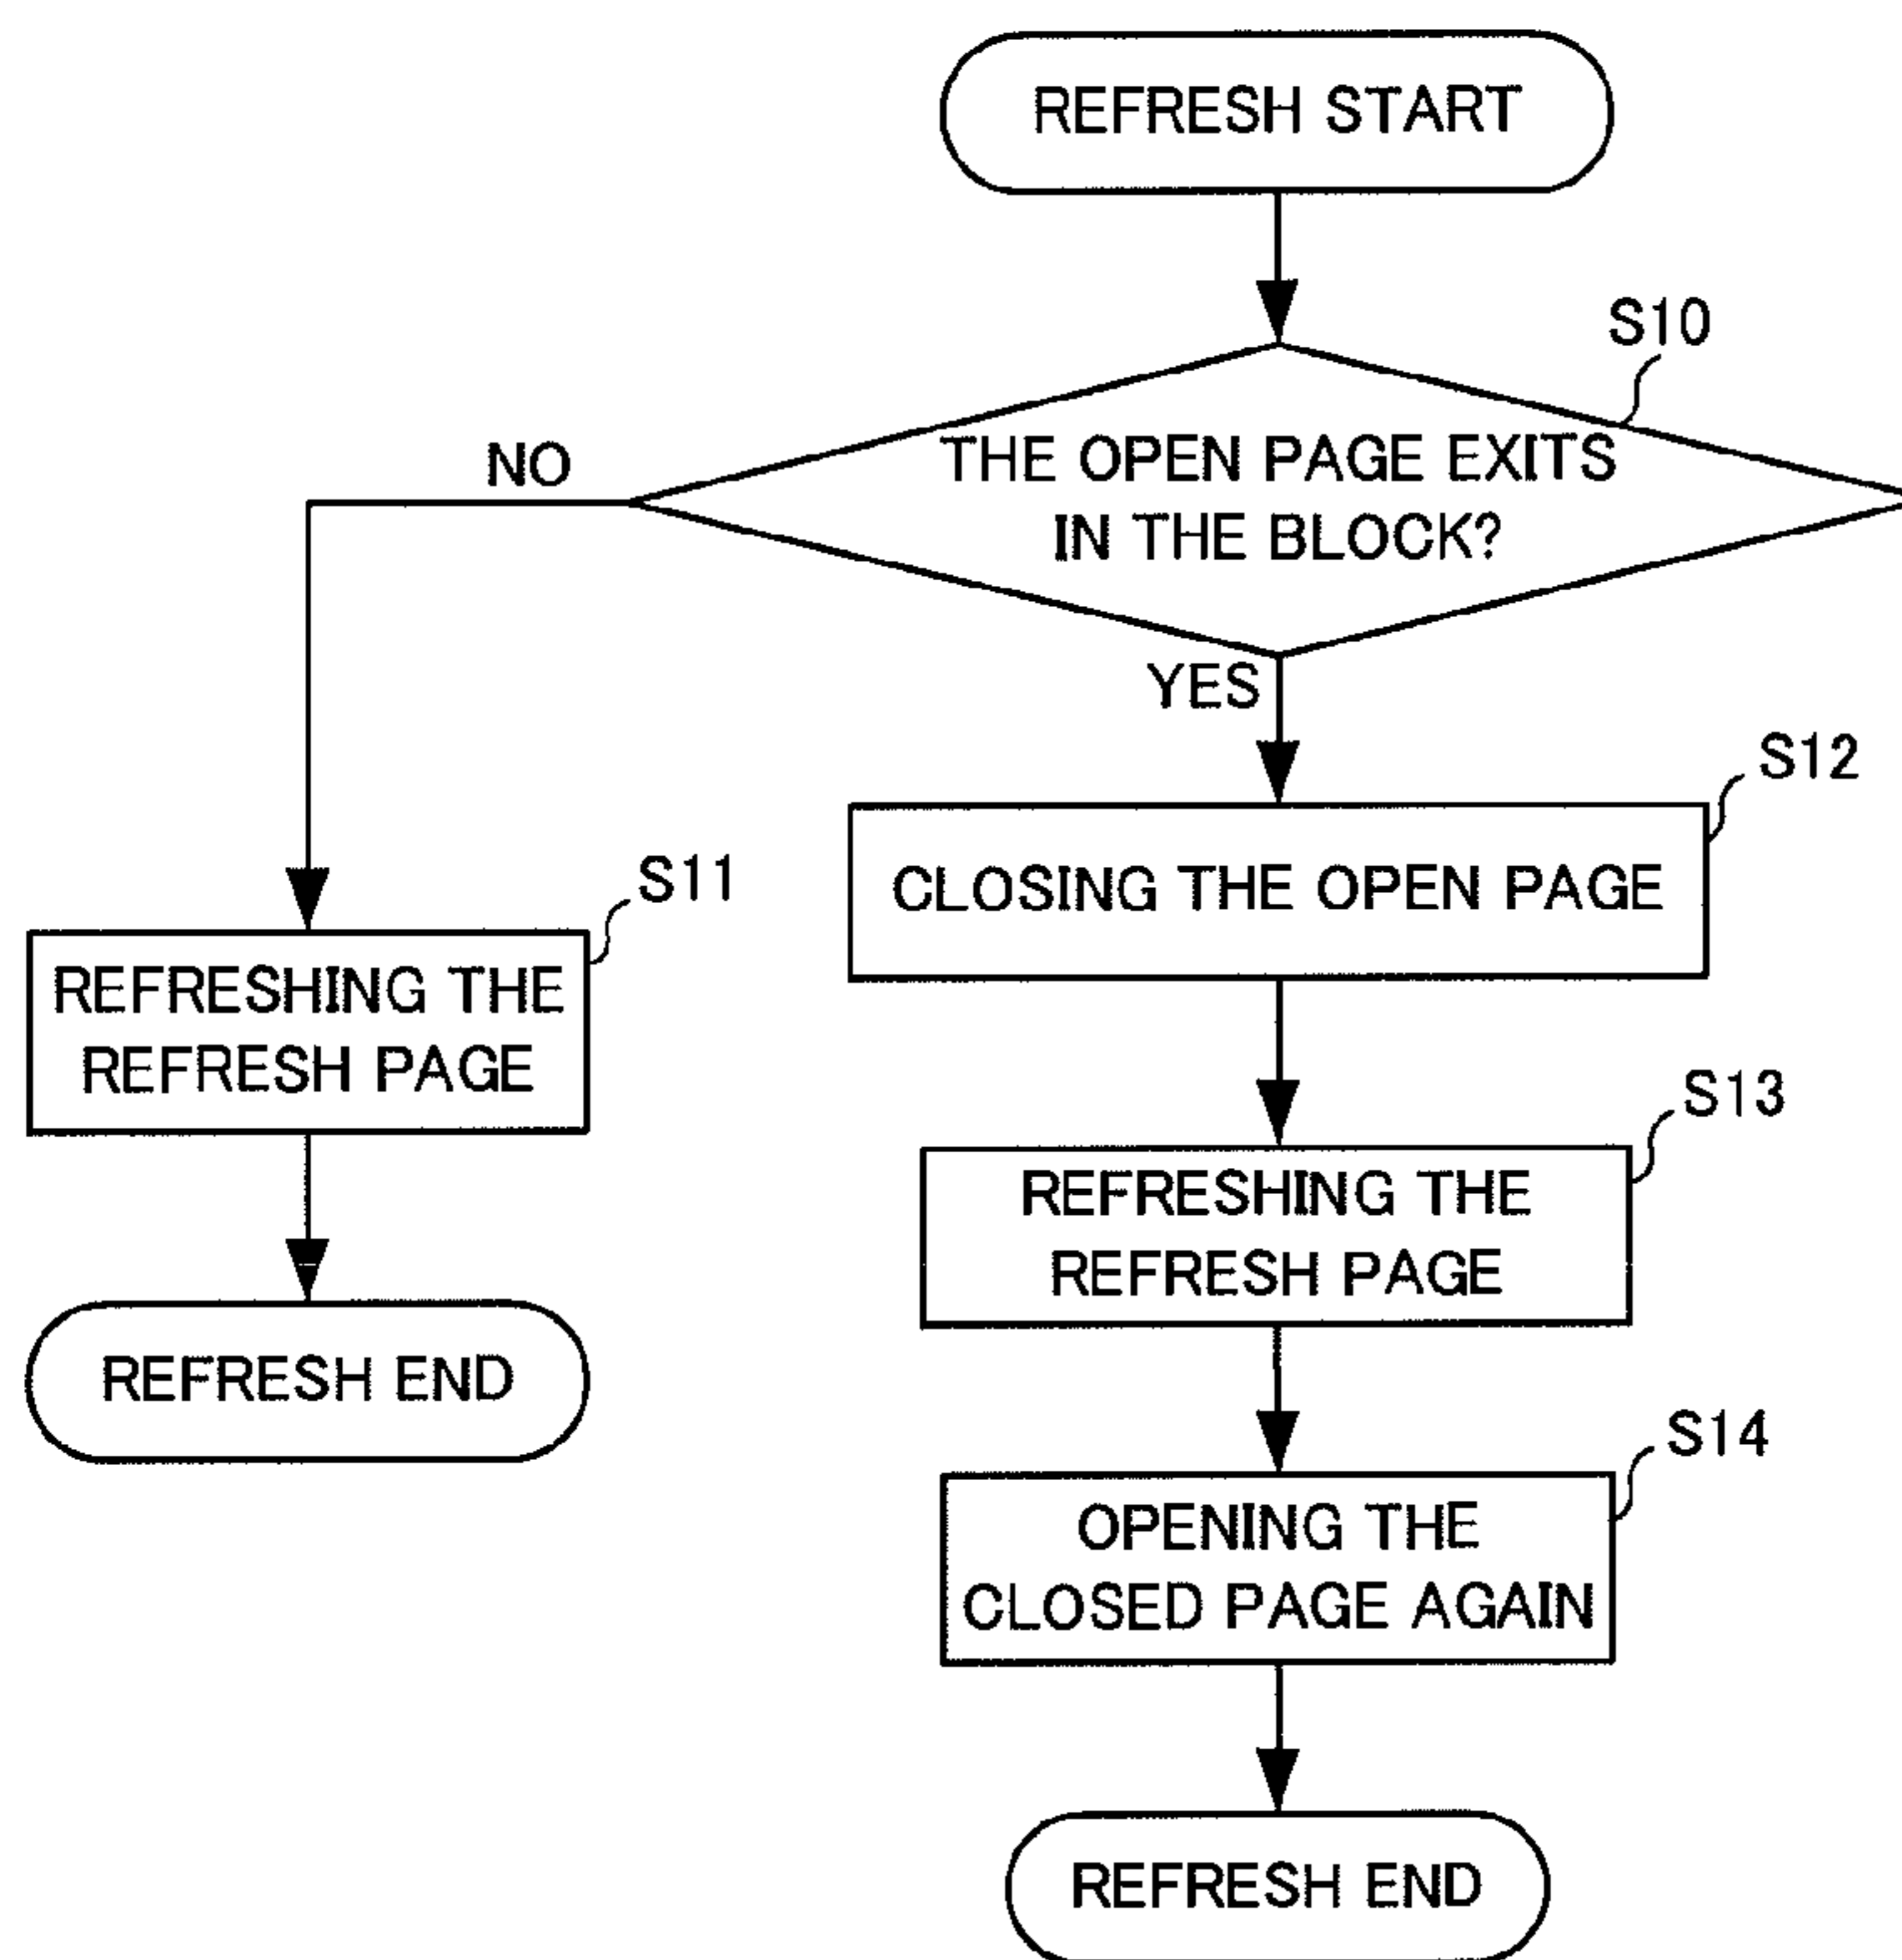 REFRESH START
S10
THE OPEN PAGE EXITS
IN THE BLOCK?
NO
YES
S12
CLOSING THE OPEN PAGE
S11
REFRESHING THE
REFRESH PAGE
S13
REFRESHING THE
REFRESH PAGE
REFRESH END
S14
OPENING THE
CLOSED PAGE AGAIN
REFRESH END